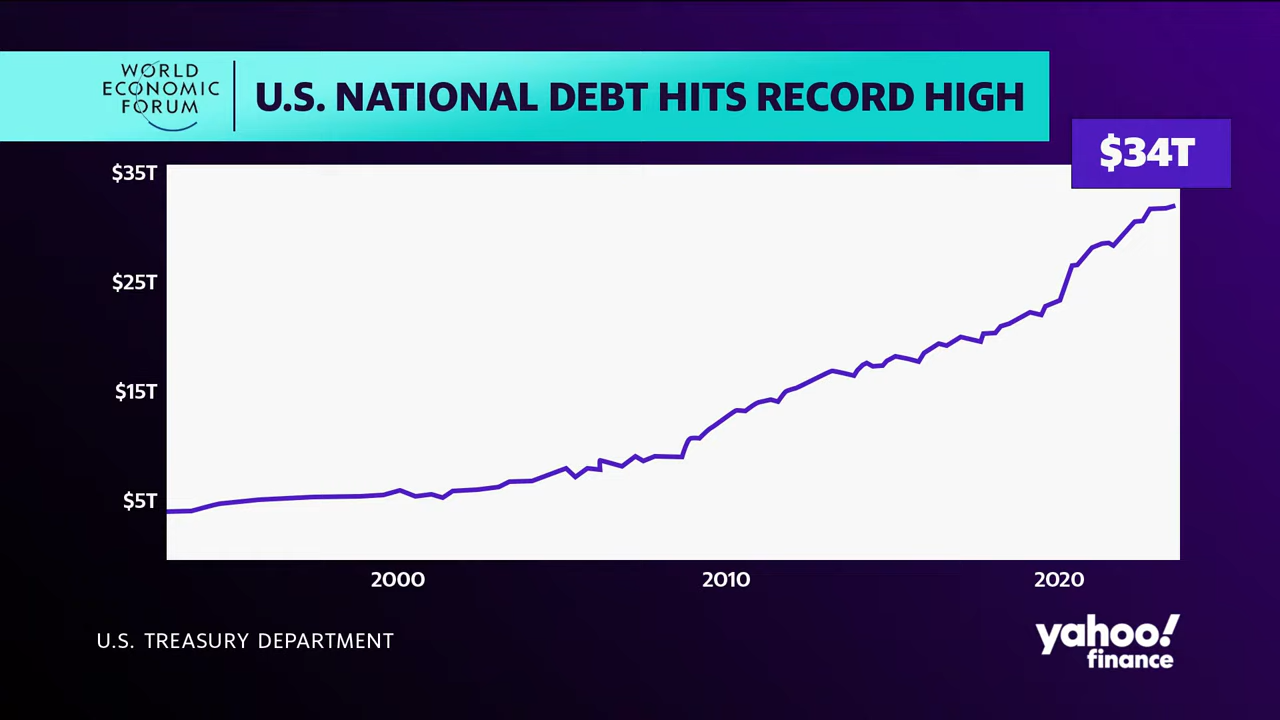 WORLD
ECONOMIC
FORUM
U.S. NATIONAL DEBT HITS RECORD HIGH
$34T
$35T
$25T
$15T
$5T
2000 2010 2020
U.S. TREASURY DEPARTMENT
yahoo!
finance